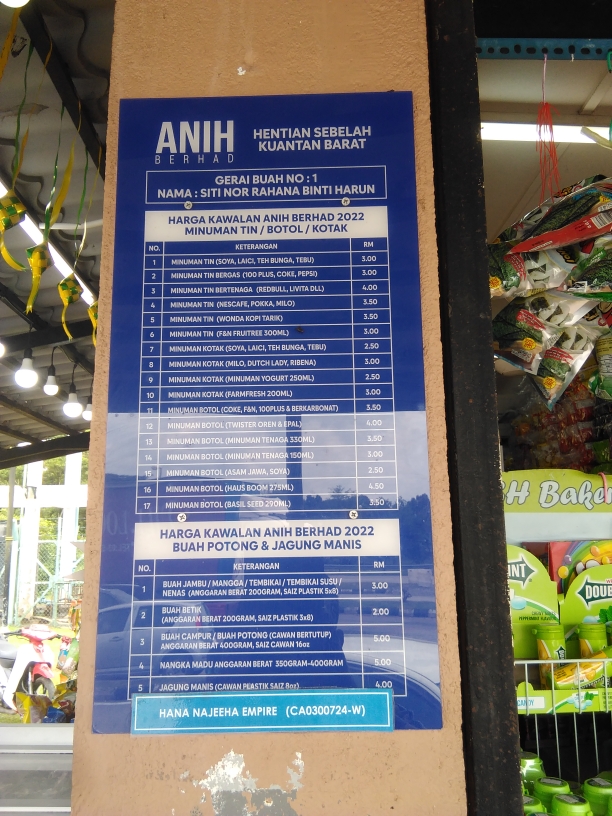 ANIH
BERHAD
HENTIAN SEBELAH
KUANTAN BARAT
GERAI BUAH NO : 1
NAMA : SITI NOR RAHANA BINTI HARUN
HARGA KAWALAN ANIH BERHAD 2022
MINUMAN TIN / BOTOL / KOTAK
NO. KETERANGAN RM
1 MINUMAN TIN (SOYA, LAICI, TEH BUNGA, TEBU) 3.00
2 MINUMAN TIN BERGAS (100 PLUS, COKE, PEPSI) 3.00
3 MINUMAN TIN BERTENAGA (REDBULL, LIVITA DLL) 4.00
4 MINUMAN TIN (NESCAFE, POKKA, MILO) 3.50
5 MINUMAN TIN (WONDA KOPI TARIK) 3.50
6 MINUMAN TIN (F&N FRUITREE 300ML) 3.00
7 MINUMAN KOTAK (SOYA, LAICI, TEH BUNGA, TEBU) 2.50
8 MINUMAN KOTAK (MILO, DUTCH LADY, RIBENA) 3.00
9 MINUMAN KOTAK (MINUMAN YOGURT 250ML) 2.50
10 MINUMAN KOTAK (FARMFRESH 200ML) 3.00
11 MINUMAN BOTOL (COKE, F&N, 100PLUS & BERKARBONAT) 3.50
12 MINUMAN BOTOL (TWISTER OREN & EPAL) 4.00
13 MINUMAN BOTOL (MINUMAN TENAGA 330ML) 3.50
14 MINUMAN BOTOL (MINUMAN TENAGA 150ML) 3.00
15 MINUMAN BOTOL (ASAM JAWA, SOYA) 2.50
16 MINUMAN BOTOL (HAUS BOOM 275ML) 4.50
17 MINUMAN BOTOL (BASIL SEED 290ML) 3.50
HARGA KAWALAN ANIH BERHAD 2022
BUAH POTONG & JAGUNG MANIS
NO. KETERANGAN RM
1 BUAH JAMBU / MANGGA / TEMBIKAI / TEMBIKAI SUSU / 3.00
NENAS (ANGGARAN BERAT 200GRAM, SAIZ PLASTIK 5x8)
2 BUAH BETIK 2.00
(ANGGARAN BERAT 200GRAM, SAIZ PLASTIK 3x8)
3 BUAH CAMPUR / BUAH POTONG (CAWAN BERTUTUP) 5.00
ANGGARAN BERAT 400GRAM, SAIZ CAWAN 16oz
4 NANGKA MADU ANGGARAN BERAT 350GRAM-400GRAM 5.00
5 JAGUNG MANIS (CAWAN PLASTIK SAIZ 8oz) 4.00
HANA NAJEEHA EMPIRE (CA0300724-W)
H Bake
DOUB
CANDY